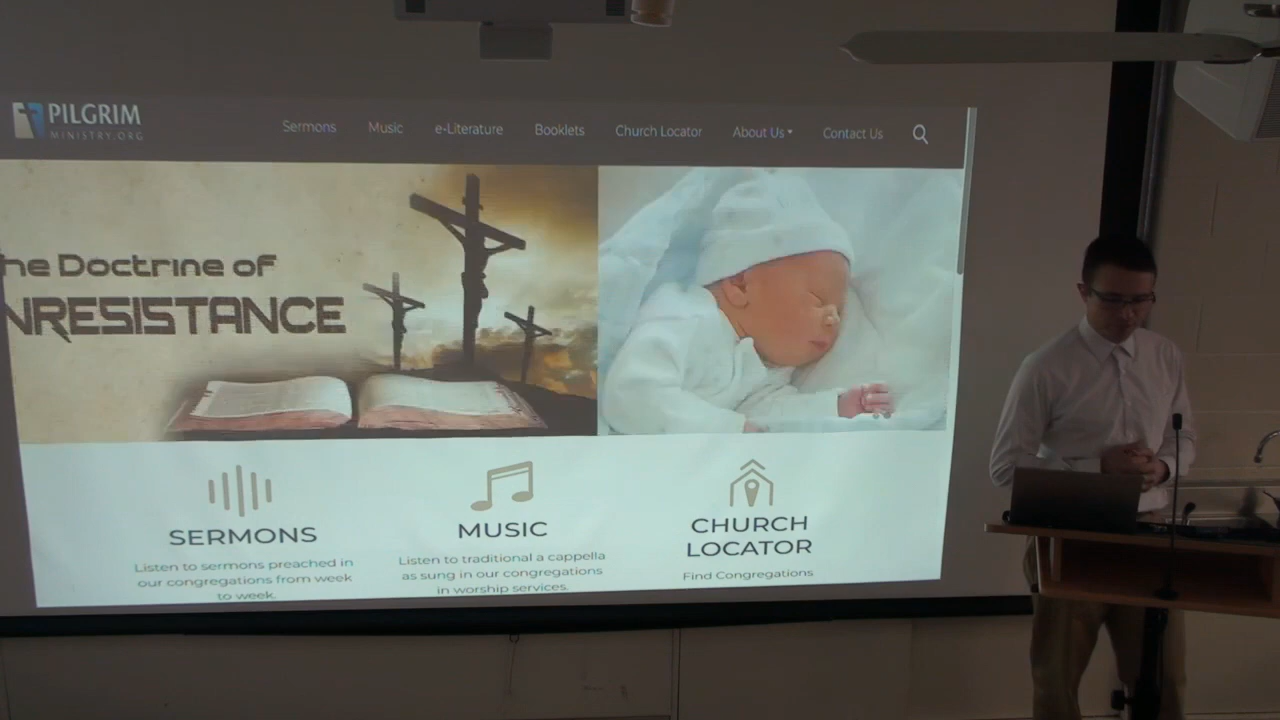 PILGRIM
MINISTRY.ORG
Sermons Music e-Literature Booklets Church Locator About Us Contact Us
he Doctrine of
NRESISTANCE
SERMONS
Listen to sermons preached in
our congregations from week
to week.
MUSIC
Listen to traditional a cappella
as sung in our congregations
in worship services.
CHURCH
LOCATOR
Find Congregations